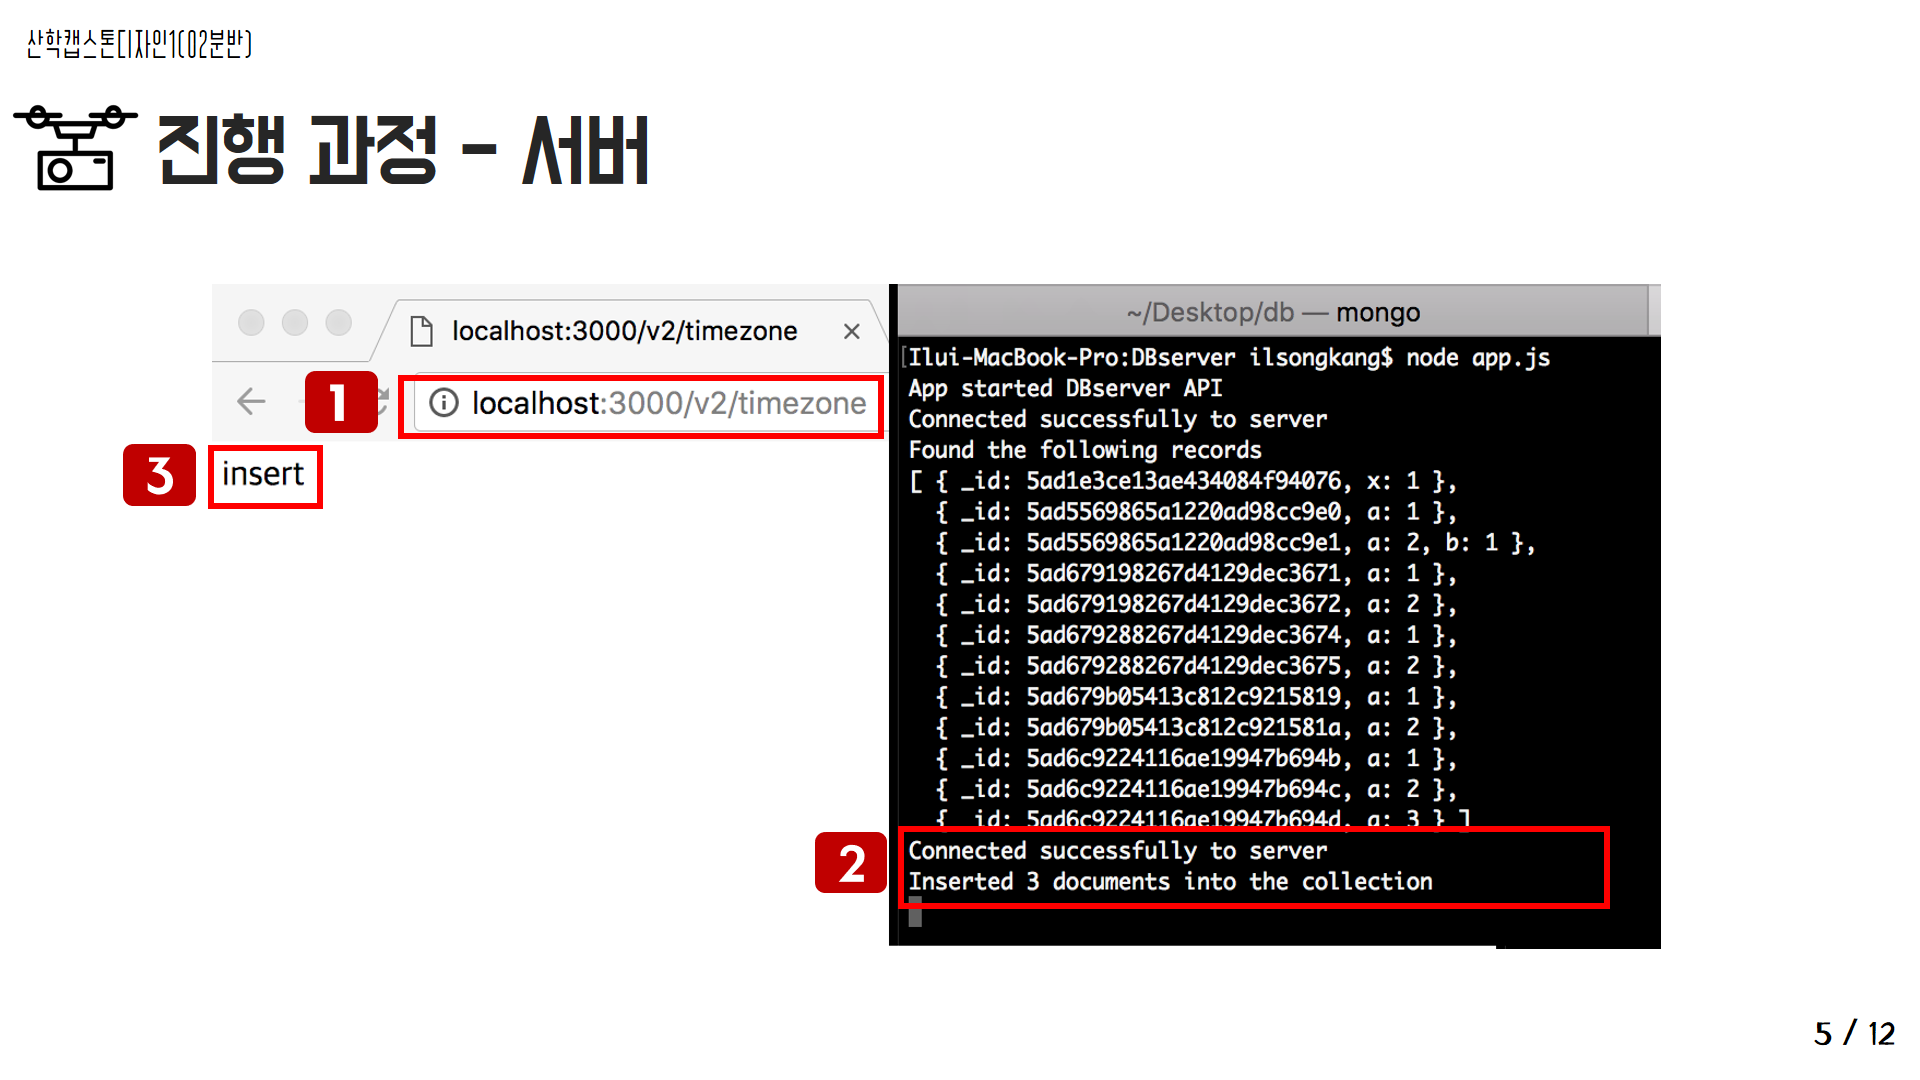 산학캡스톤디자인1(02분반)
진행 과정 - 서버
localhost:3000/v2/timezone
1
localhost:3000/v2/timezone
3
insert
~/Desktop/db — mongo
[Ilui-MacBook-Pro:DBserver ilsongkang$ node app.js
App started DBserver API
Connected successfully to server
Found the following records
[ { _id: 5ad1e3ce13ae434084f94076, x: 1 },
{ _id: 5ad5569865a1220ad98cc9e0, a: 1 },
{ _id: 5ad5569865a1220ad98cc9e1, a: 2, b: 1 },
{ _id: 5ad679198267d4129dec3671, a: 1 },
{ _id: 5ad679198267d4129dec3672, a: 2 },
{ _id: 5ad679288267d4129dec3674, a: 1 },
{ _id: 5ad679288267d4129dec3675, a: 2 },
{ _id: 5ad679b05413c812c9215819, a: 1 },
{ _id: 5ad679b05413c812c921581a, a: 2 },
{ _id: 5ad6c9224116ae19947b694b, a: 1 },
{ _id: 5ad6c9224116ae19947b694c, a: 2 },
{ _id: 5ad6c9224116ae19947b694d, a: 3 } ]
2
Connected successfully to server
Inserted 3 documents into the collection
5 / 12